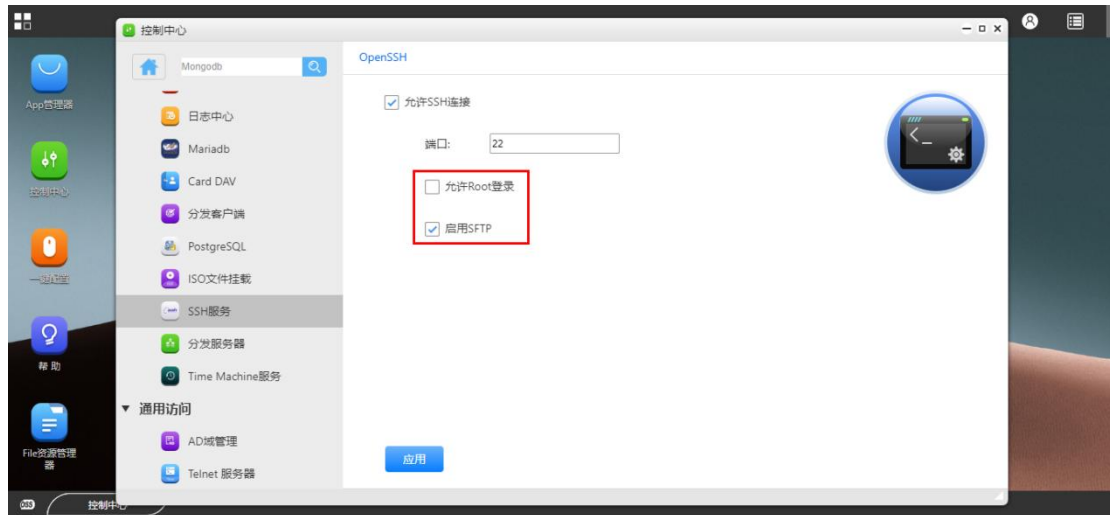 控制中心
Mongodb
OpenSSH
App管理器
控制中心
一键配置
帮 助
File资源管理
器
日志中心
Mariadb
Card DAV
分发客户端
PostgreSQL
ISO文件挂载
SSH服务
分发服务器
Time Machine服务
通用访问
AD域管理
Telnet 服务器
允许SSH连接
端口:
22
允许Root登录
启用SFTP
应用
控制中心